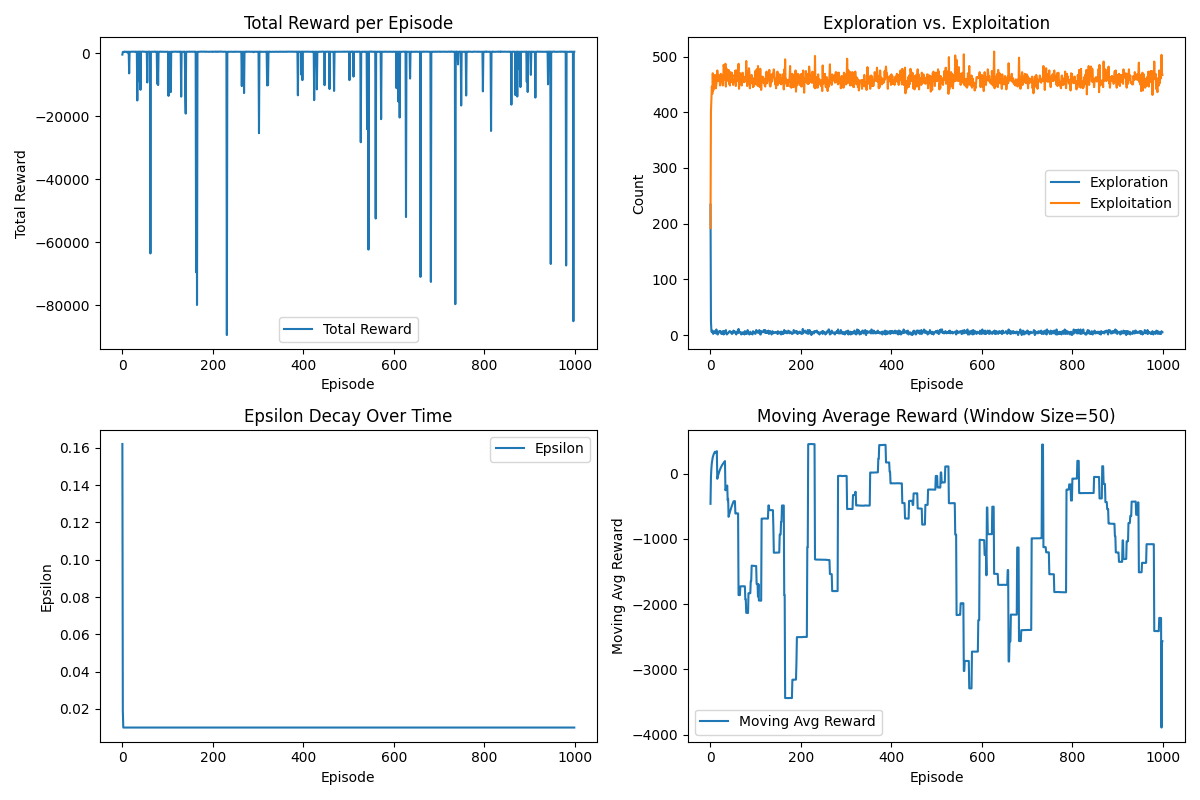 Total Reward per Episode
0
−20000
−40000
−60000
−80000
Total Reward
Total Reward
0 200 400 600 800 1000
Episode
Exploration vs. Exploitation
500
400
300
200
100
0
Count
Exploration
Exploitation
0 200 400 600 800 1000
Episode
Epsilon Decay Over Time
0.16
0.14
0.12
0.10
0.08
0.06
0.04
0.02
Epsilon
Epsilon
0 200 400 600 800 1000
Episode
Moving Average Reward (Window Size=50)
0
−1000
−2000
−3000
−4000
Moving Avg Reward
Moving Avg Reward
0 200 400 600 800 1000
Episode